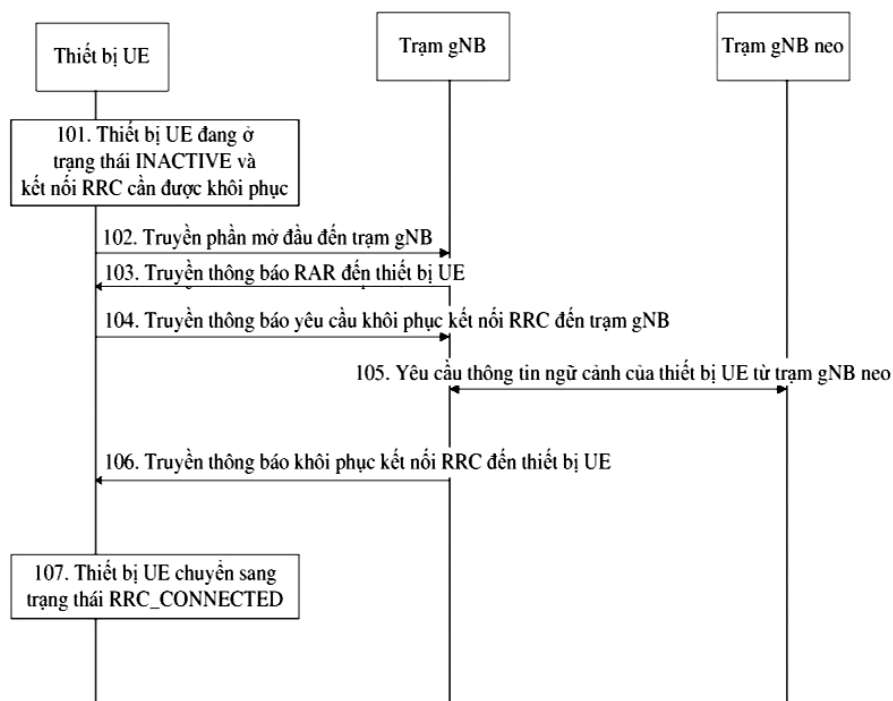 Thiết bị UE
Trạm gNB
Trạm gNB neo
101. Thiết bị UE đang ở
trạng thái INACTIVE và
kết nối RRC cần được khôi phục
102. Truyền phần mở đầu đến trạm gNB
103. Truyền thông báo RAR đến thiết bị UE
104. Truyền thông báo yêu cầu khôi phục kết nối RRC đến trạm gNB
105. Yêu cầu thông tin ngữ cảnh của thiết bị UE từ trạm gNB neo
106. Truyền thông báo khôi phục kết nối RRC đến thiết bị UE
107. Thiết bị UE chuyển sang
trạng thái RRC_CONNECTED